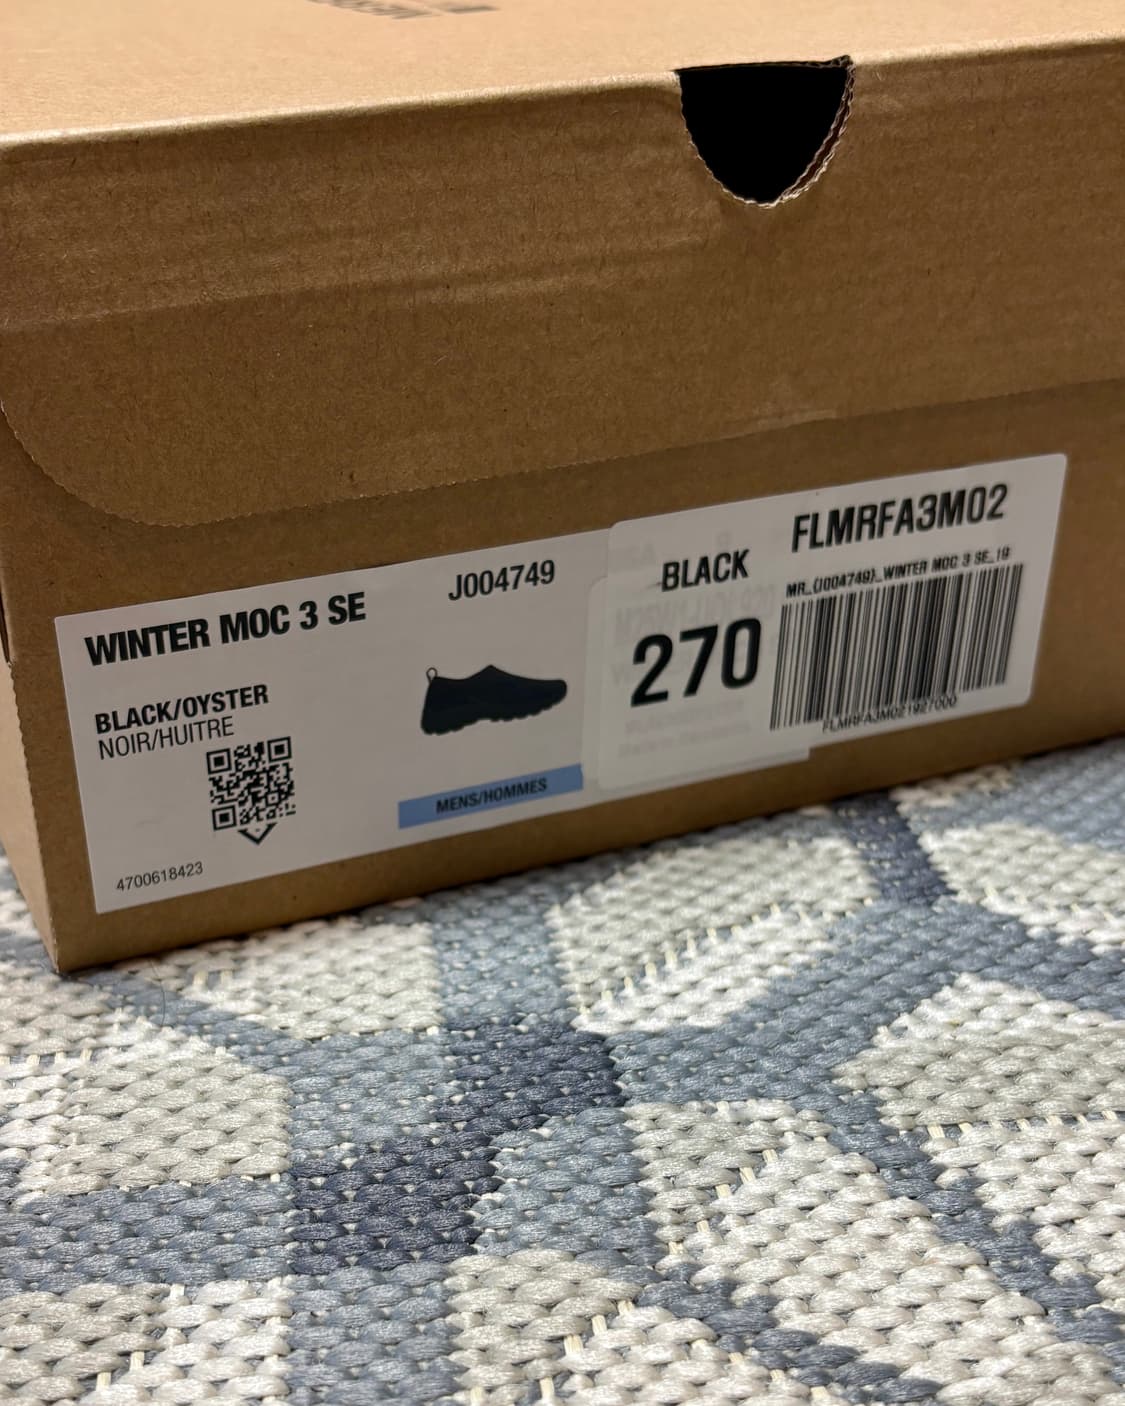 WINTER MOC 3 SE
J004749
BLACK/OYSTER
NOIR/HUITRE
MENS/HOMMES
4700618423
BLACK
270
FLMRFA3M02
MR_(J004749)_WINTER MOC 3 SE_19
FLMRFA3M021927000